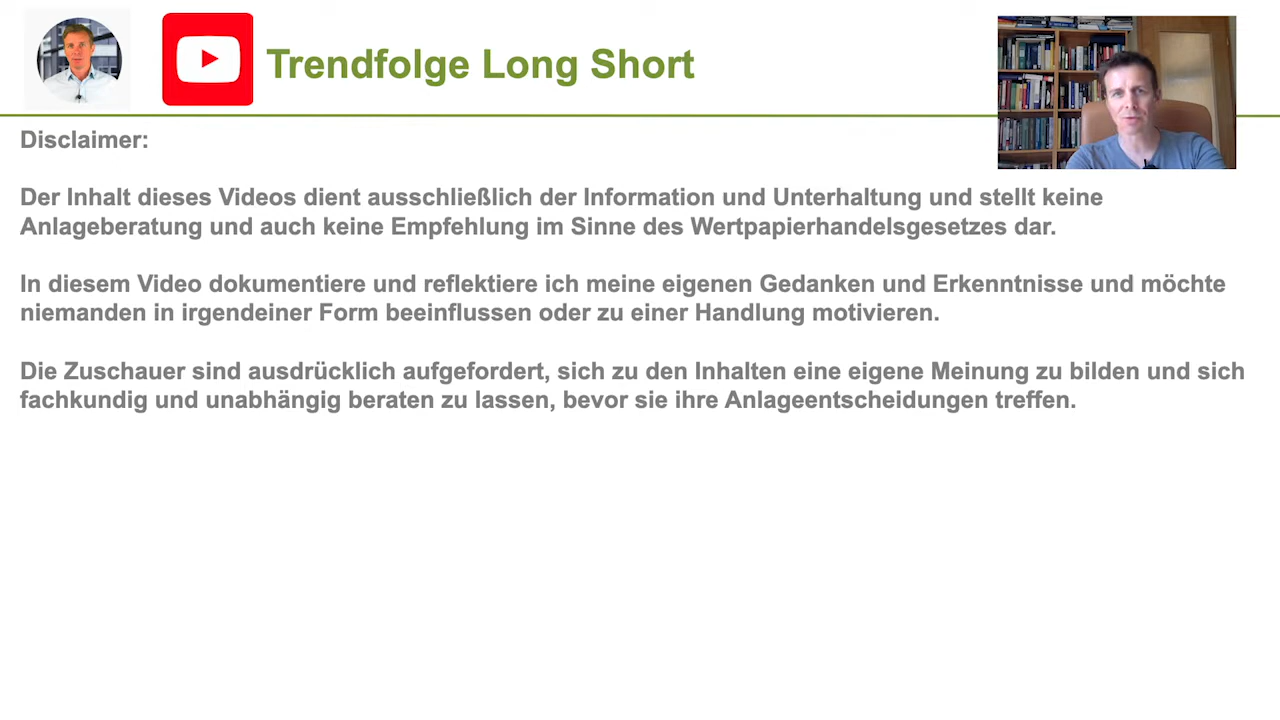 Trendfolge Long Short
Disclaimer:
Der Inhalt dieses Videos dient ausschließlich der Information und Unterhaltung und stellt keine
Anlageberatung und auch keine Empfehlung im Sinne des Wertpapierhandelsgesetzes dar.
In diesem Video dokumentiere und reflektiere ich meine eigenen Gedanken und Erkenntnisse und möchte
niemanden in irgendeiner Form beeinflussen oder zu einer Handlung motivieren.
Die Zuschauer sind ausdrücklich aufgefordert, sich zu den Inhalten eine eigene Meinung zu bilden und sich
fachkundig und unabhängig beraten zu lassen, bevor sie ihre Anlageentscheidungen treffen.